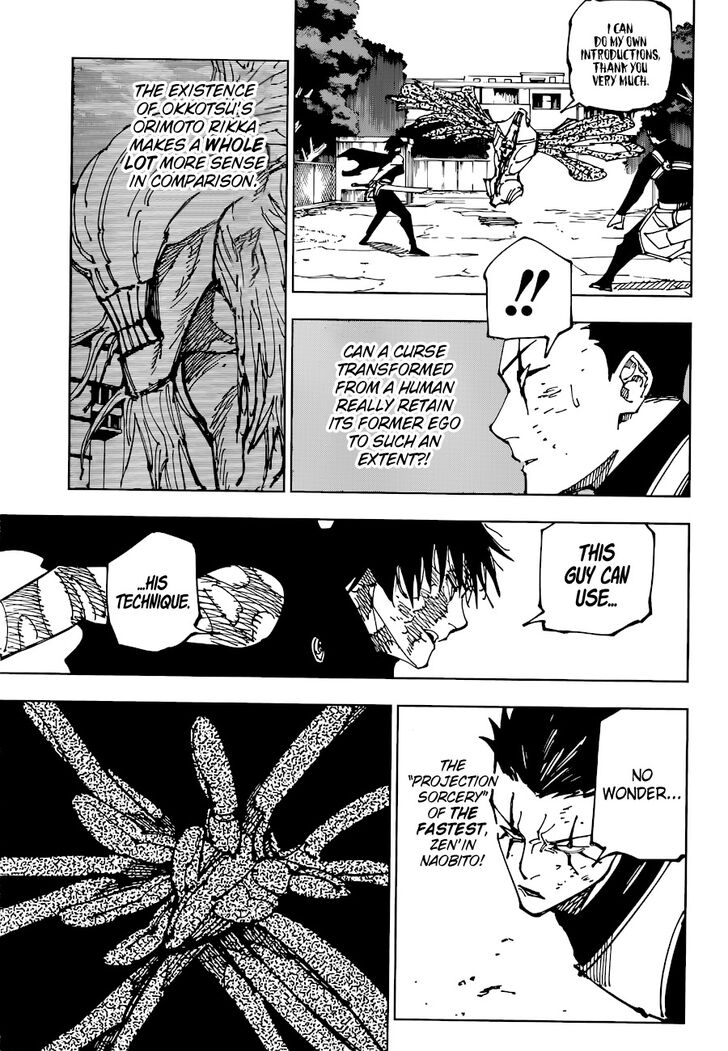 I CAN
DO MY OWN
INTRODUCTIONS,
THANK YOU
VERY MUCH.
THE EXISTENCE
OF OKKOTSU'S
ORIMOTO RIKKA
MAKES A WHOLE
LOT MORE SENSE
IN COMPARISON.
!!
CAN A CURSE
TRANSFORMED
FROM A HUMAN
REALLY RETAIN
ITS FORMER EGO
TO SUCH AN
EXTENT?!
THIS
GUY CAN
USE...
...HIS
TECHNIQUE.
NO
WONDER...
THE
"PROJECTION
SORCERY"
OF THE
FASTEST,
ZEN'IN
NAOBITO!